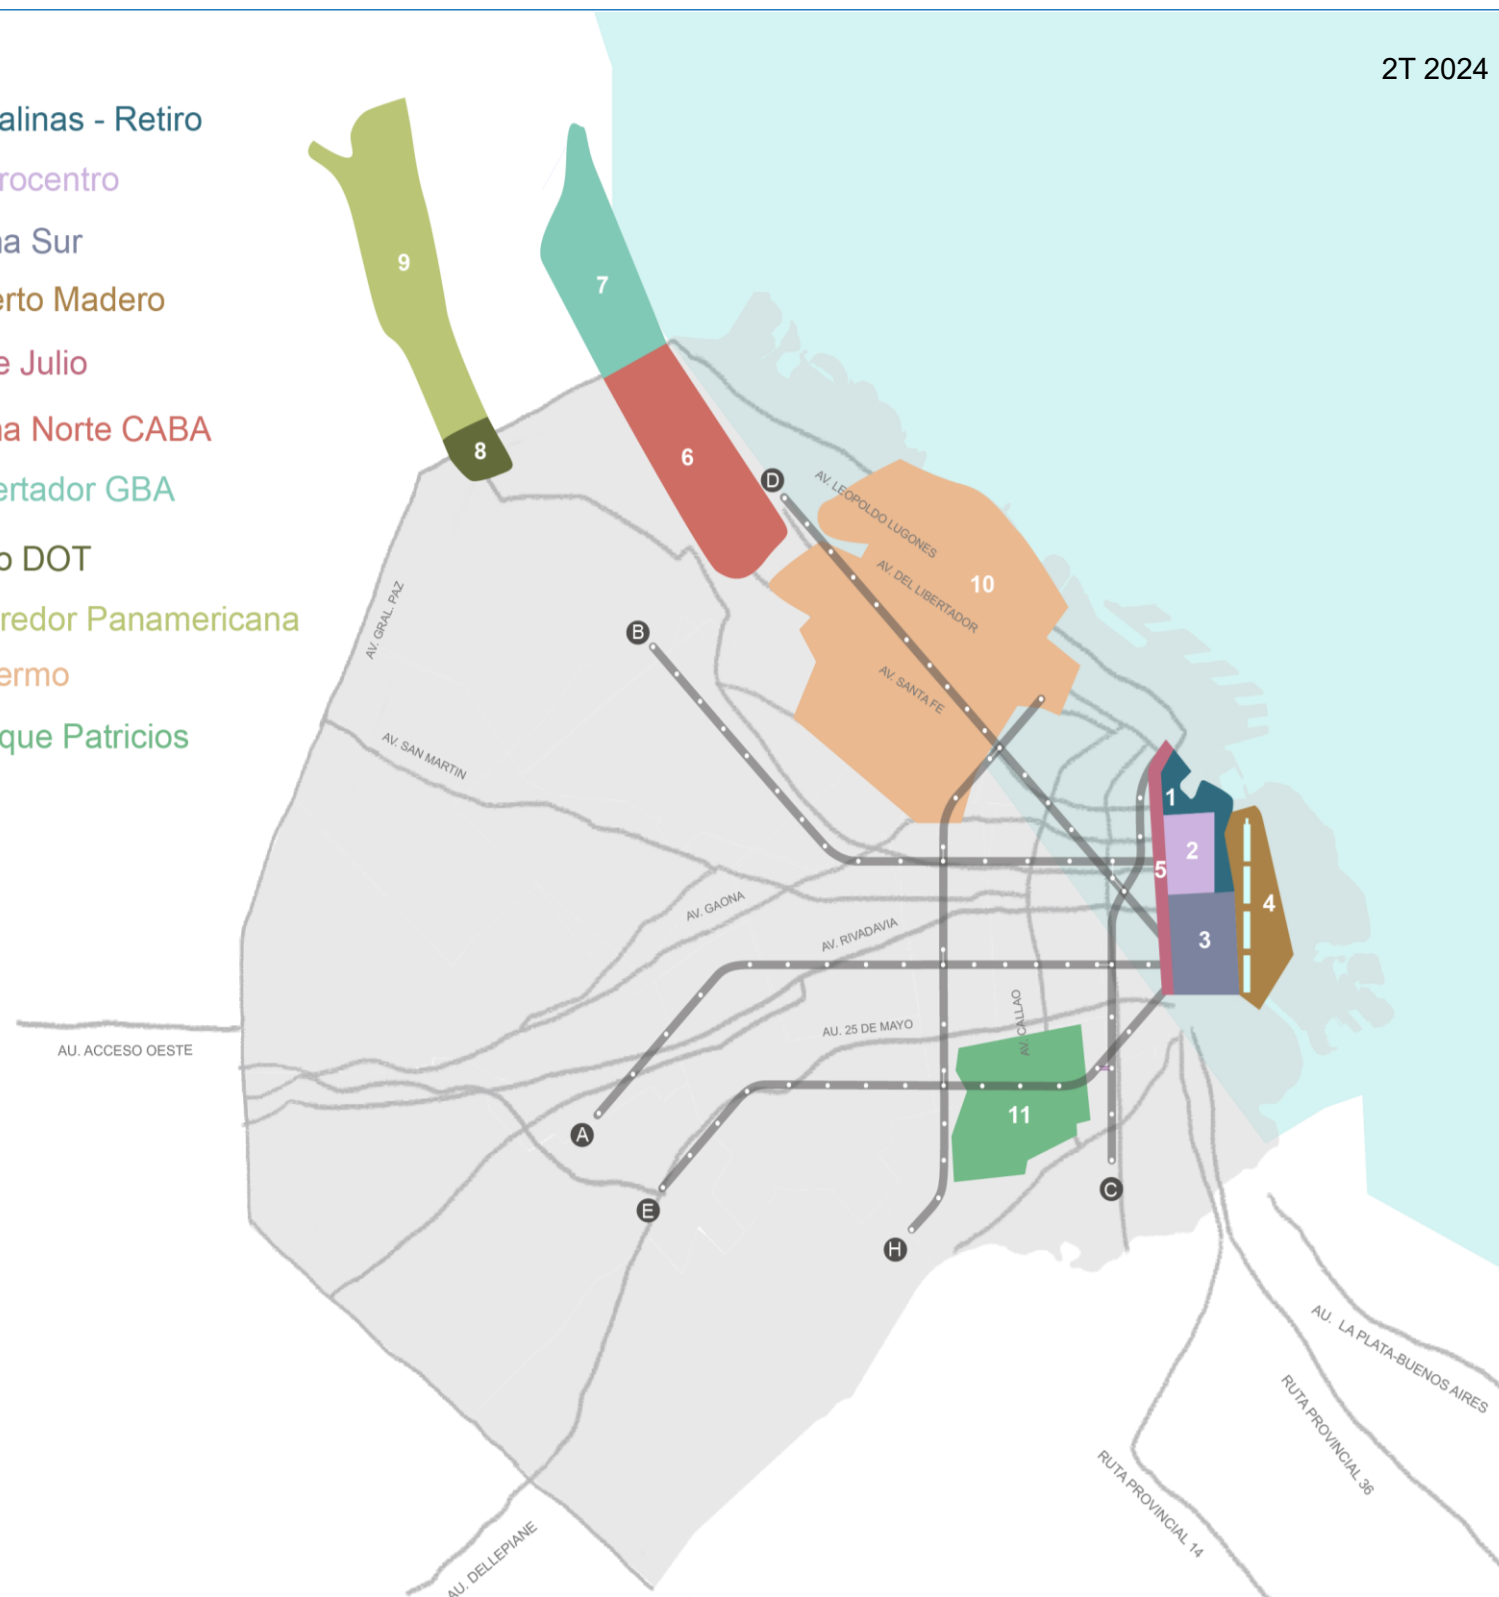 2T 2024
alinas - Retiro
rocentro
a Sur
erto Madero
e Julio
a Norte CABA
ertador GBA
o DOT
redor Panamericana
ermo
que Patricios
9
7
8
6
D
AV. LEOPOLDO LUGONES
10
AV. DEL LIBERTADOR
AV. GRAL. PAZ
B
AV. SANTA FE
AV. SAN MARTIN
1
2
5
4
3
AV. GAONA
AV. RIVADAVIA
AV. CALLAO
AU. 25 DE MAYO
AU. ACCESO OESTE
11
A
E
C
H
AU. LA PLATA-BUENOS AIRES
RUTA PROVINCIAL 36
RUTA PROVINCIAL 14
AU. DELLEPIANE